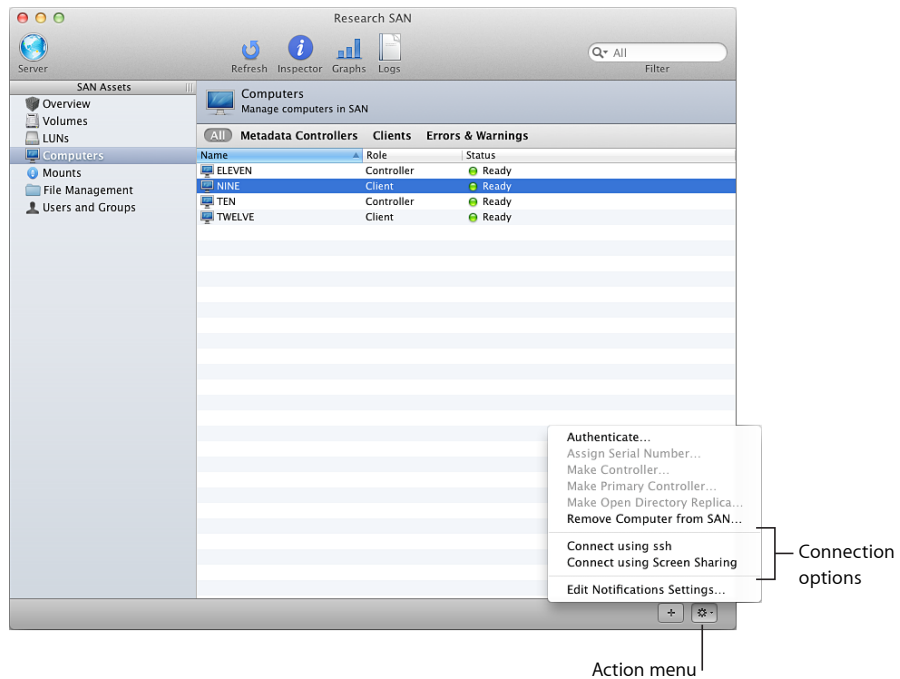 Research SAN
Server
Refresh
Inspector
Graphs
Logs
All
Filter
SAN Assets
Overview
Volumes
LUNs
Computers
Mounts
File Management
Users and Groups
Computers
Manage computers in SAN
All Metadata Controllers Clients Errors & Warnings
Name Role Status
ELEVEN Controller Ready
NINE Client Ready
TEN Controller Ready
TWELVE Client Ready
Authenticate...
Assign Serial Number...
Make Controller...
Make Primary Controller...
Make Open Directory Replica...
Remove Computer from SAN...
Connect using ssh
Connect using Screen Sharing
Edit Notifications Settings...
Connection
options
Action menu